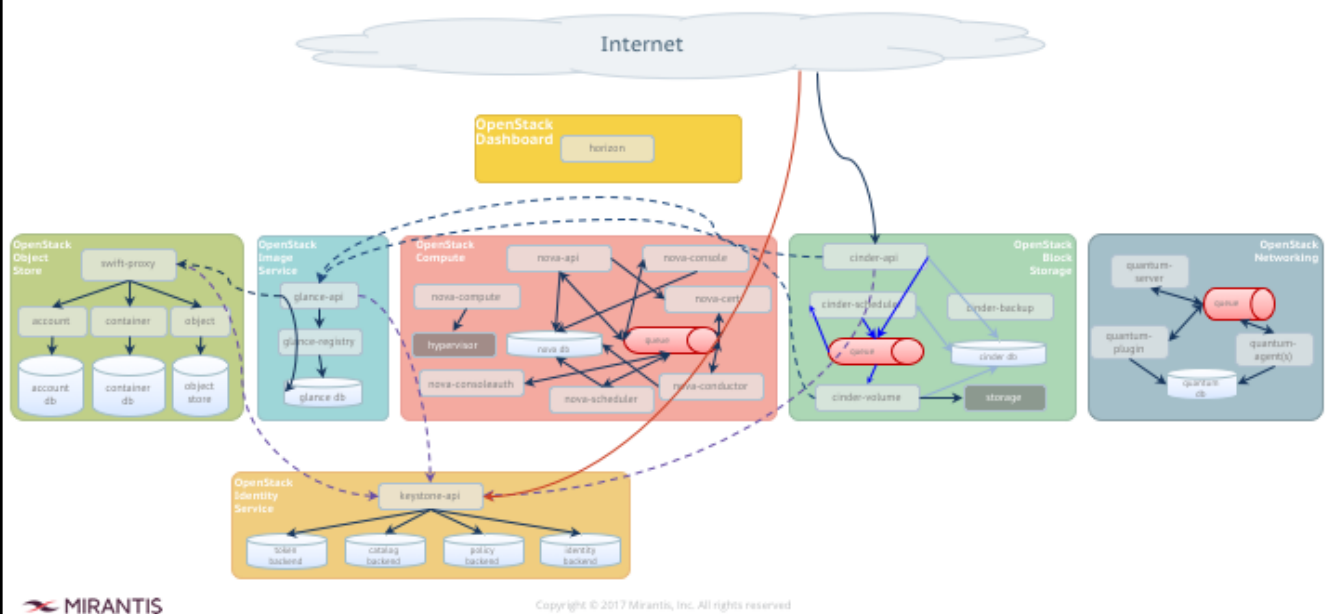 Internet
OpenStack
Dashboard
horizon
OpenStack
Object
Store
swift-proxy
account
container
object
account
db
container
db
object
store
OpenStack
Image
Service
glance-api
glance-registry
glance db
OpenStack
Compute
nova-api
nova-console
nova-compute
nova-cert
hypervisor
nova db
queue
nova-consoleauth
nova-conductor
nova-scheduler
OpenStack
Block
Storage
cinder-api
cinder-scheduler
cinder-backup
queue
cinder db
cinder-volume
storage
OpenStack
Networking
quantum-
server
queue
quantum-
plugin
quantum-
agent(s)
quantum
db
OpenStack
Identity
Service
keystone-api
token
backend
catalog
backend
policy
backend
identity
backend
MIRANTIS
Copyright © 2017 Mirantis, Inc. All rights reserved